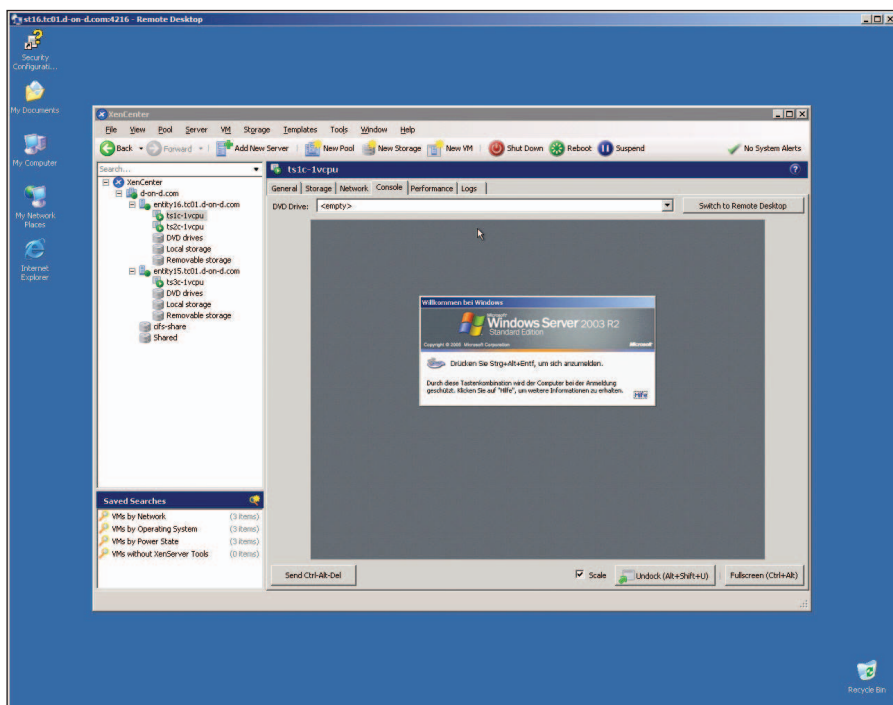 st16.tc01.d-on-d.com:4216 - Remote Desktop
Security
Configurati...
My Documents
My Computer
My Network
Places
Internet
Explorer
XenCenter
File View Pool Server VM Storage Templates Tools Window Help
Back Forward Add New Server New Pool New Storage New VM Shut Down Reboot Suspend No System Alerts
Search...
XenCenter
d-on-d.com
entity16.tc01.d-on-d.com
ts1c-1vcpu
ts2c-1vcpu
DVD drives
Local storage
Removable storage
entity15.tc01.d-on-d.com
ts3c-1vcpu
DVD drives
Local storage
Removable storage
cifs-share
Shared
Saved Searches
VMs by Network (3 items)
VMs by Operating System (3 items)
VMs by Power State (3 items)
VMs without XenServer Tools (0 items)
ts1c-1vcpu
General Storage Network Console Performance Logs
DVD Drive: <empty> Switch to Remote Desktop
Willkommen bei Windows
Microsoft
Windows Server 2003 R2
Standard Edition
Copyright © 2005 Microsoft Corporation Microsoft
Drücken Sie Strg+Alt+Entf, um sich anzumelden.
Durch diese Tastenkombination wird der Computer bei der Anmeldung
geschützt. Klicken Sie auf "Hilfe", um weitere Informationen zu erhalten.
Hilfe
Send Ctrl-Alt-Del Scale Undock (Alt+Shift+U) Fullscreen (Ctrl+Alt)
Recycle Bin